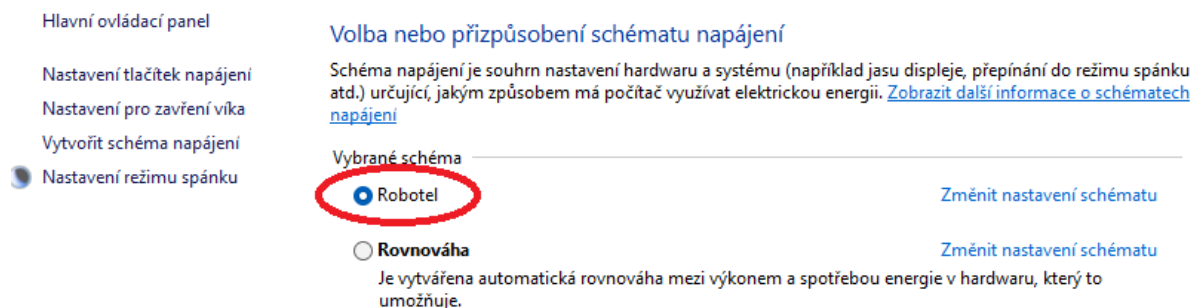 Hlavní ovládací panel
Nastavení tlačítek napájení
Nastavení pro zavření víka
Vytvořit schéma napájení
Nastavení režimu spánku
Volba nebo přizpůsobení schématu napájení
Schéma napájení je souhrn nastavení hardwaru a systému (například jasu displeje, přepínání do režimu spánku
atd.) určující, jakým způsobem má počítač využívat elektrickou energii. Zobrazit další informace o schématech
napájení
Vybrané schéma
Robotel Změnit nastavení schématu
Rovnováha Změnit nastavení schématu
Je vytvářena automatická rovnováha mezi výkonem a spotřebou energie v hardwaru, který to
umožňuje.